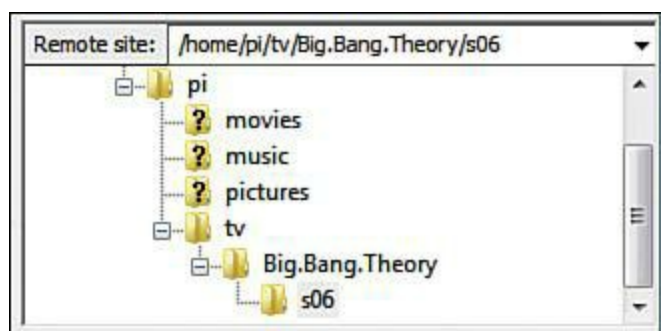 Remote site: /home/pi/tv/Big.Bang.Theory/s06
pi
? movies
? music
? pictures
tv
Big.Bang.Theory
s06